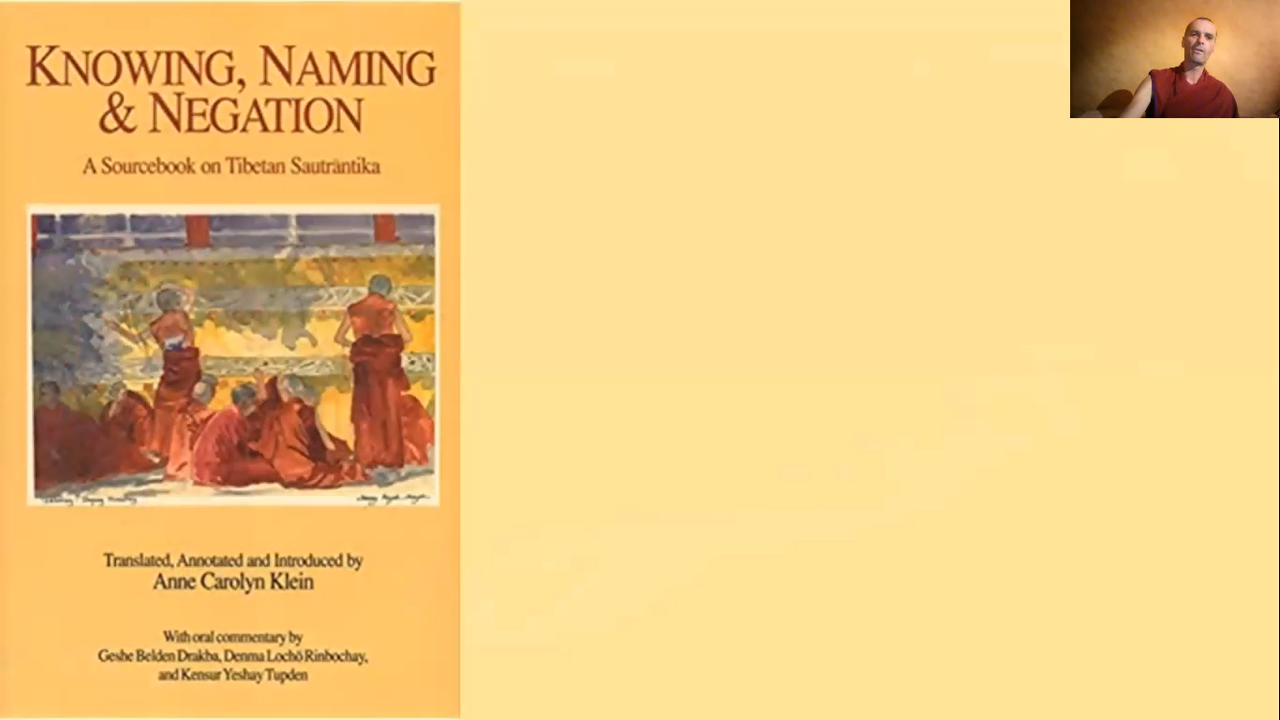 KNOWING, NAMING
& NEGATION
A Sourcebook on Tibetan Sautrāntika
Translated, Annotated and Introduced by
Anne Carolyn Klein
With oral commentary by
Geshe Belden Drakba, Denma Lochö Rinbochay,
and Kensur Yeshay Tupden